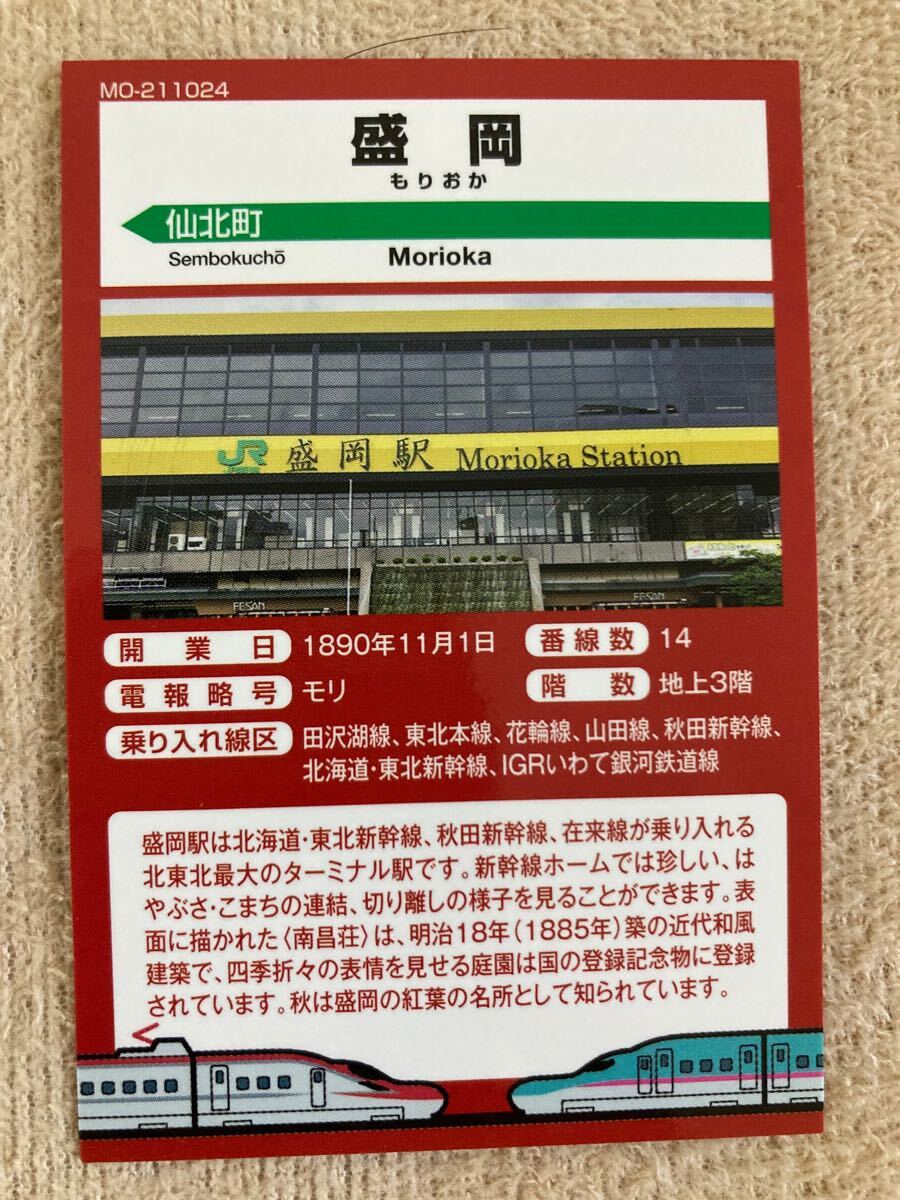 MO-211024
盛岡
もりおか
仙北町
Sembokuchō Morioka
JR 盛岡駅 Morioka Station
FESAN FESAN
開業日 1890年11月1日 番線数 14
電報略号 モリ 階数 地上3階
乗り入れ線区 田沢湖線、東北本線、花輪線、山田線、秋田新幹線、
北海道・東北新幹線、IGRいわて銀河鉄道線
盛岡駅は北海道・東北新幹線、秋田新幹線、在来線が乗り入れる
北東北最大のターミナル駅です。新幹線ホームでは珍しい、は
やぶさ・こまちの連結、切り離しの様子を見ることができます。表
面に描かれた〈南昌荘〉は、明治18年(1885年)築の近代和風
建築で、四季折々の表情を見せる庭園は国の登録記念物に登録
されています。秋は盛岡の紅葉の名所として知られています。